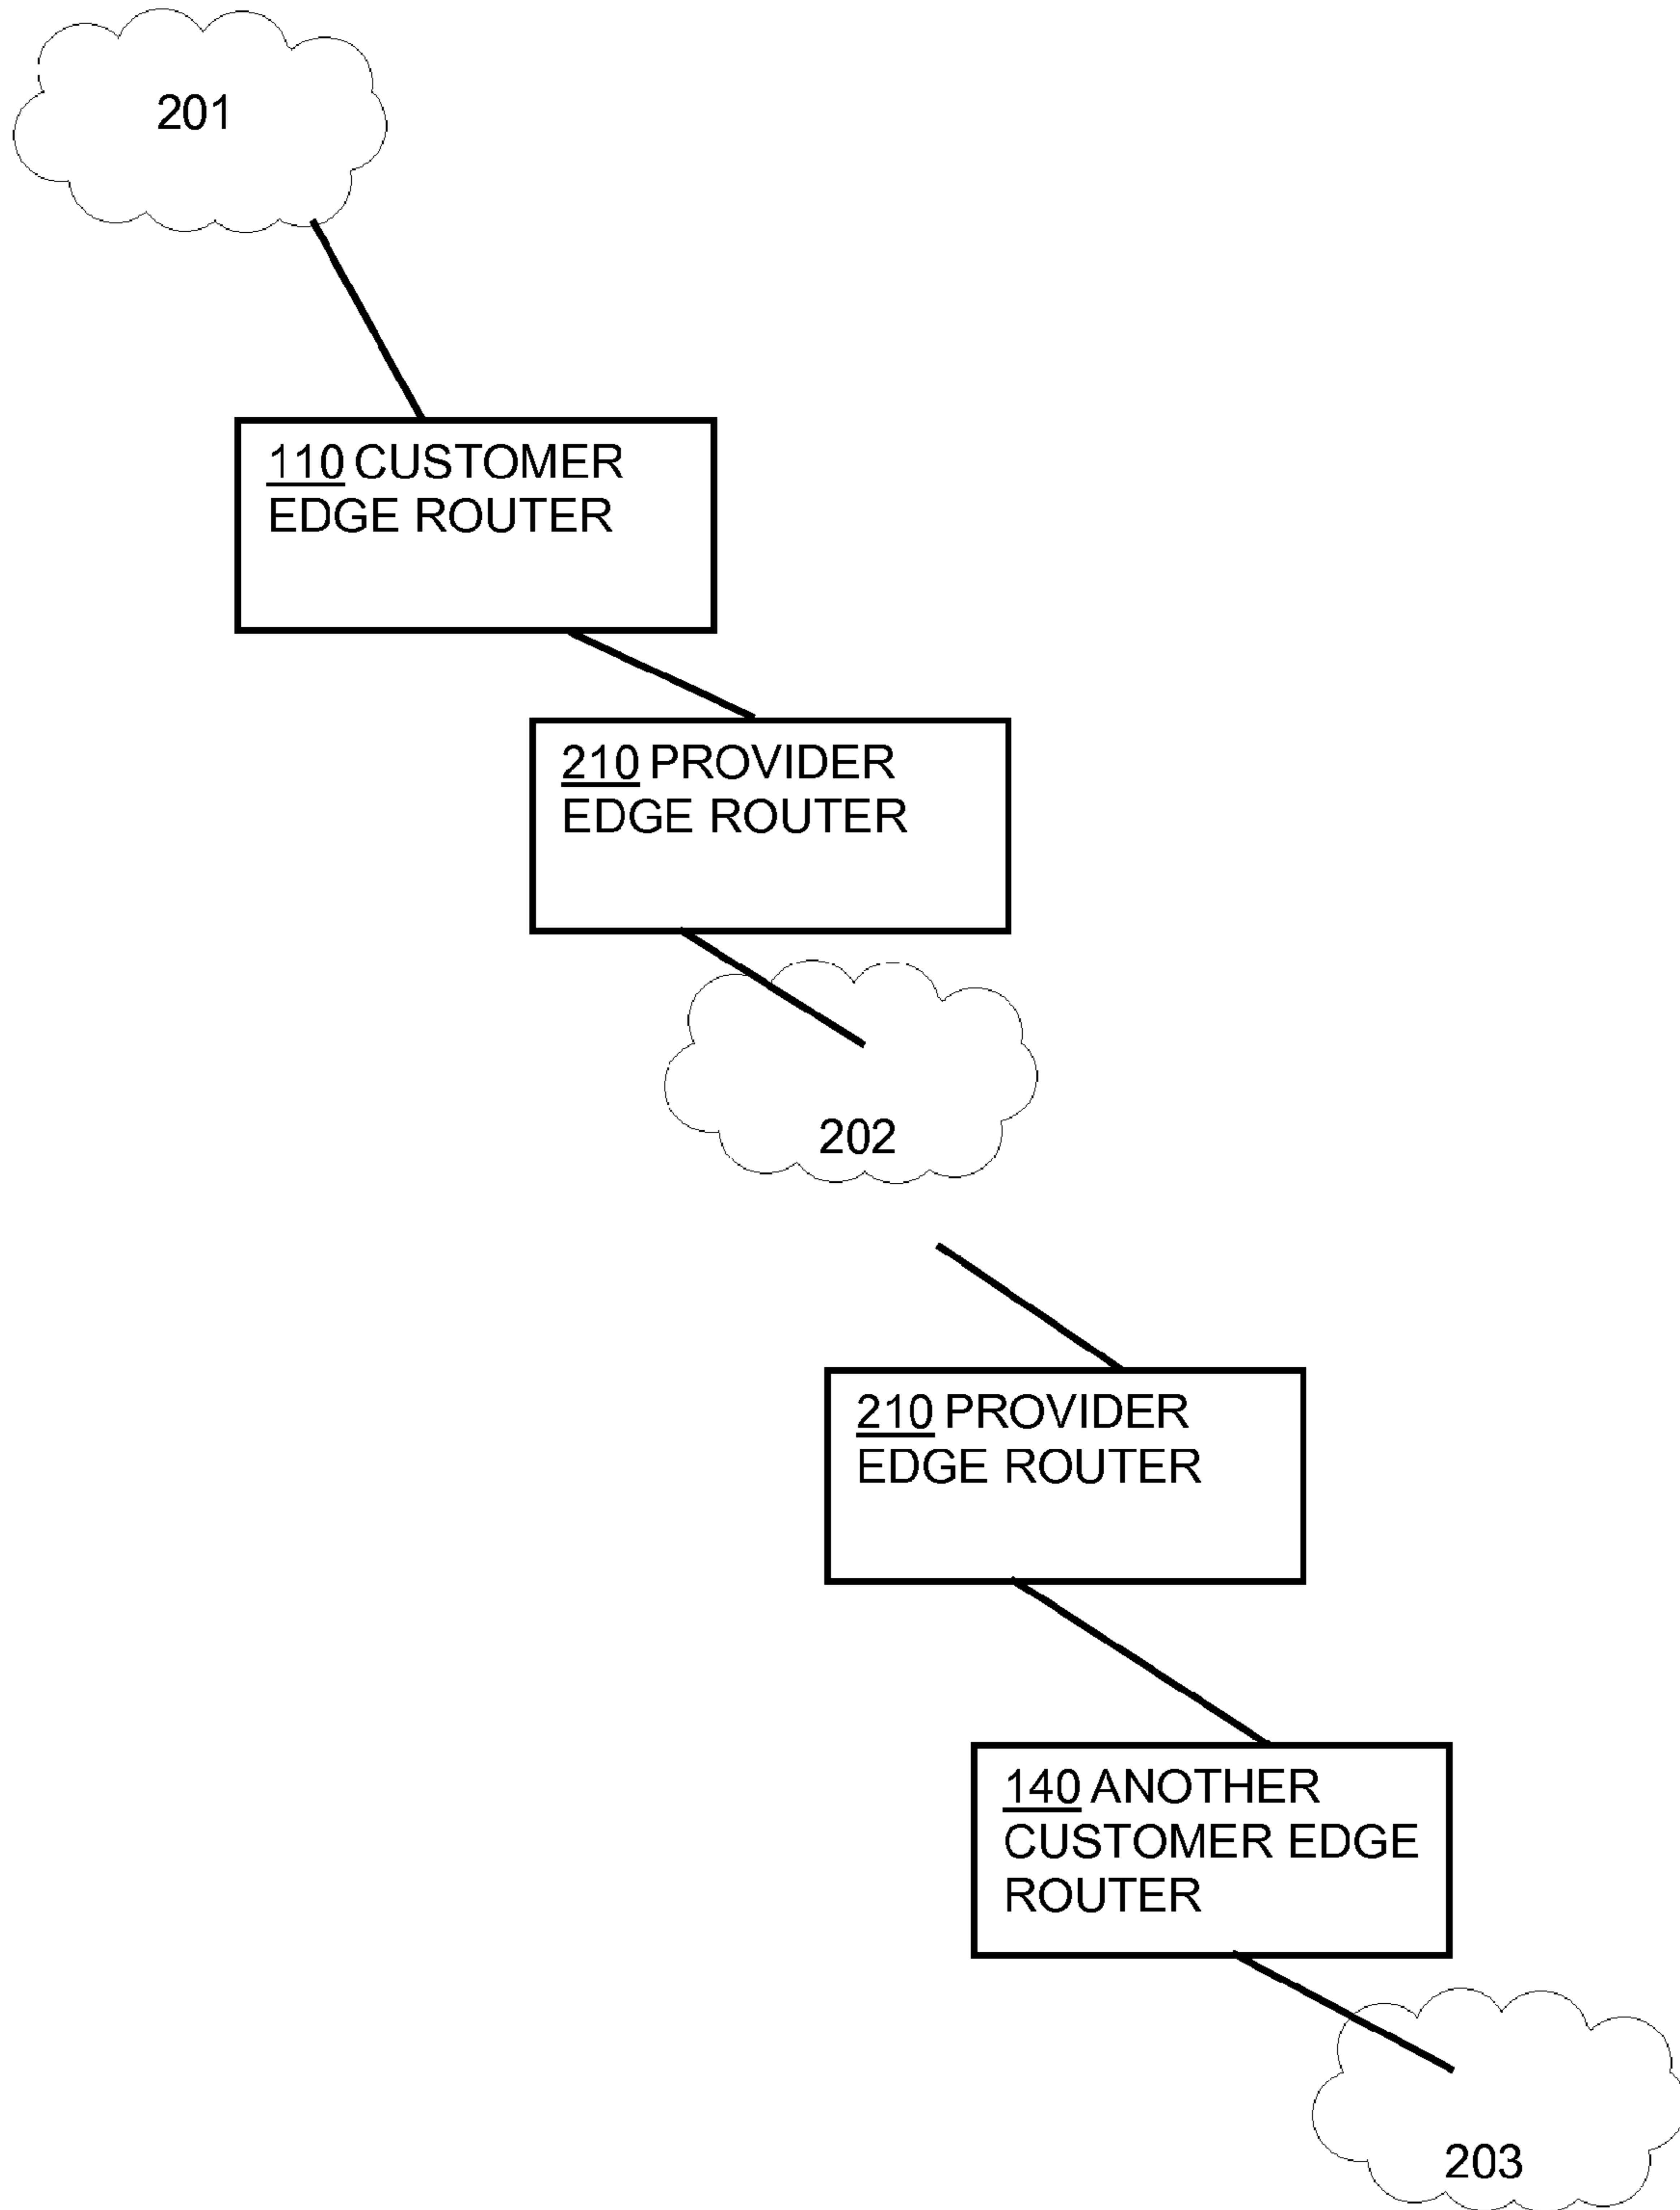 201
110 CUSTOMER
EDGE ROUTER
210 PROVIDER
EDGE ROUTER
202
210 PROVIDER
EDGE ROUTER
140 ANOTHER
CUSTOMER EDGE
ROUTER
203